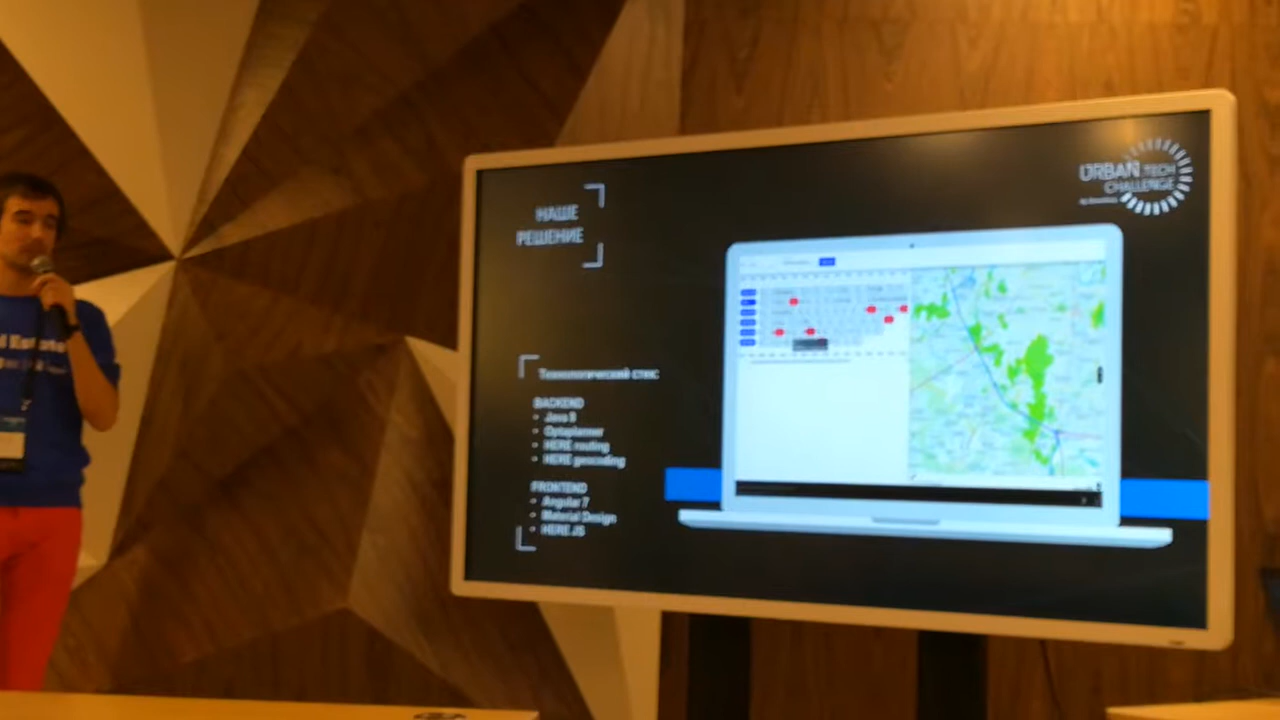 НАШЕ
РЕШЕНИЕ
URBAN.TECH
CHALLENGE
Технологический стек:
BACKEND
Java 8
Optaplanner
HERE routing
HERE geocoding
FRONTEND
Angular 7
Material Design
HERE JS